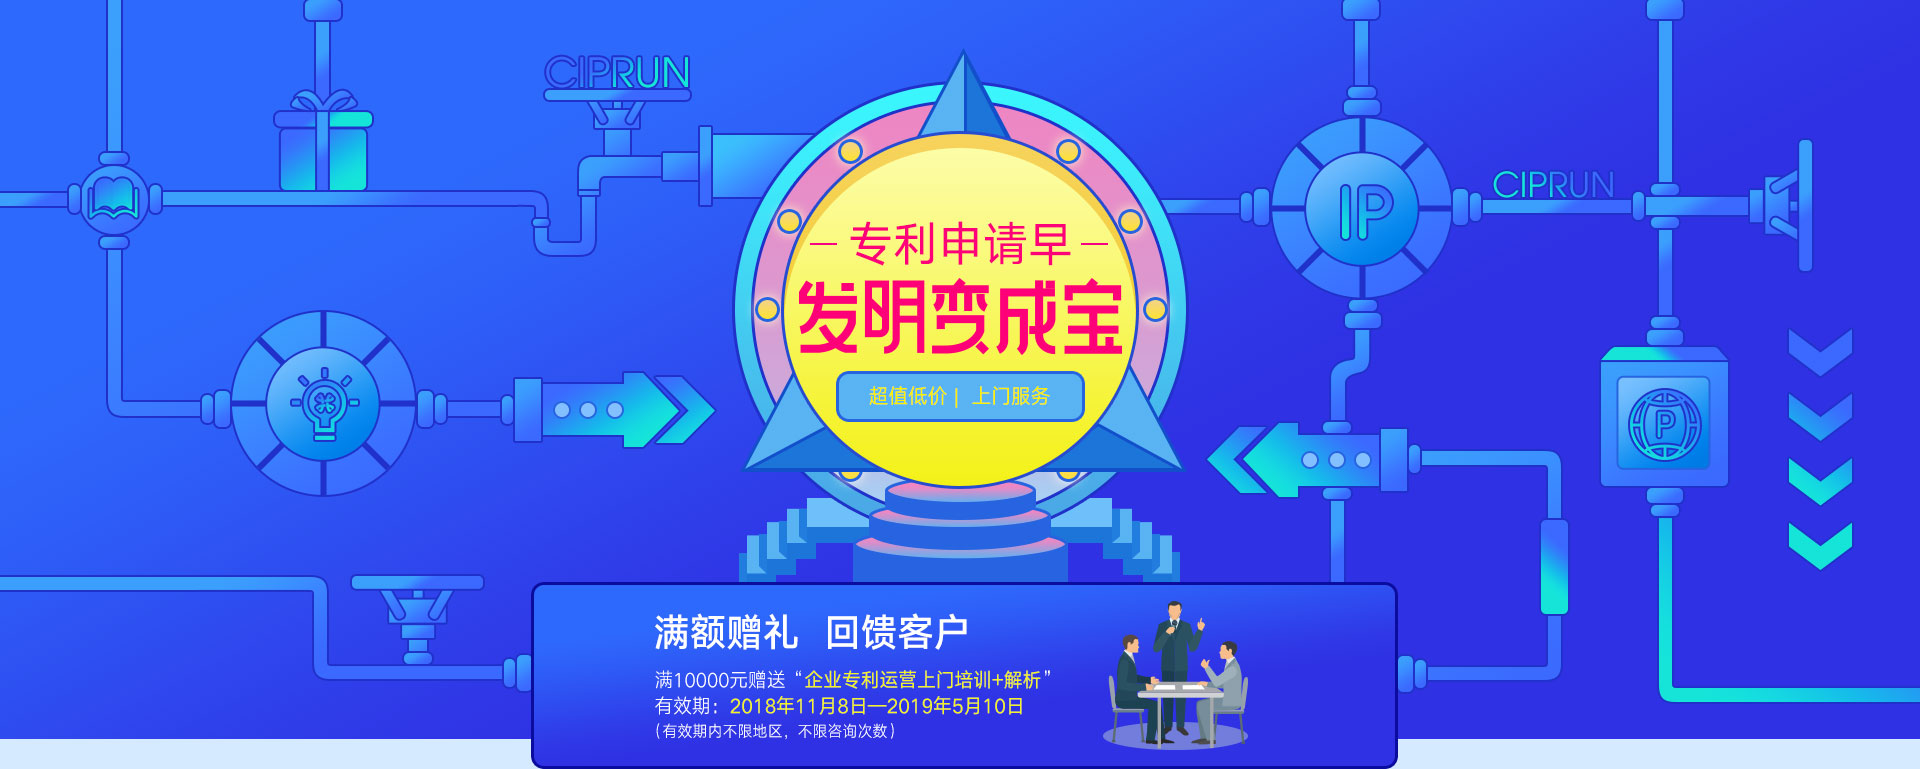 CIPRUN
CIPRUN
IP
P
— 专利申请早 —
发明变成宝
超值低价 | 上门服务
满额赠礼 回馈客户
满10000元赠送“企业专利运营上门培训+解析”
有效期：2018年11月8日—2019年5月10日
(有效期内不限地区，不限咨询次数)